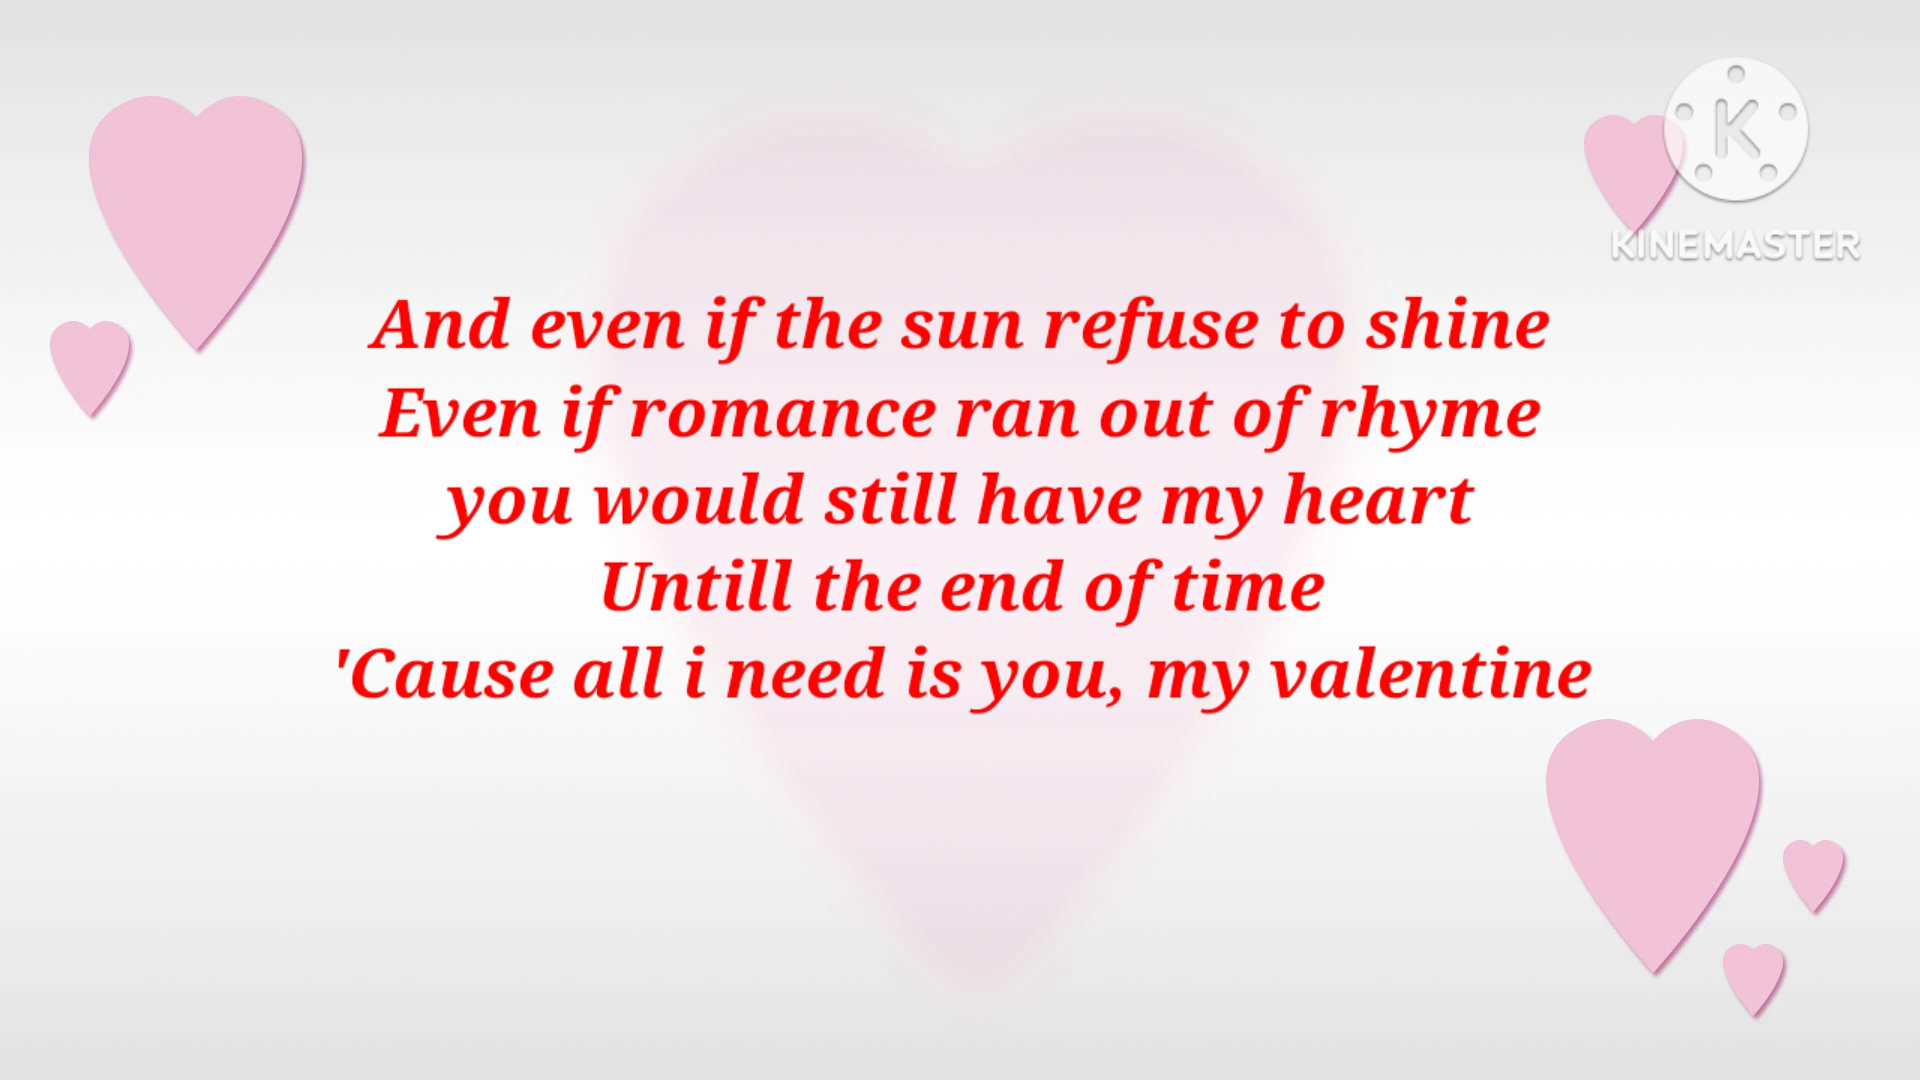 K
KINEMASTER
And even if the sun refuse to shine
Even if romance ran out of rhyme
you would still have my heart
Untill the end of time
'Cause all i need is you, my valentine